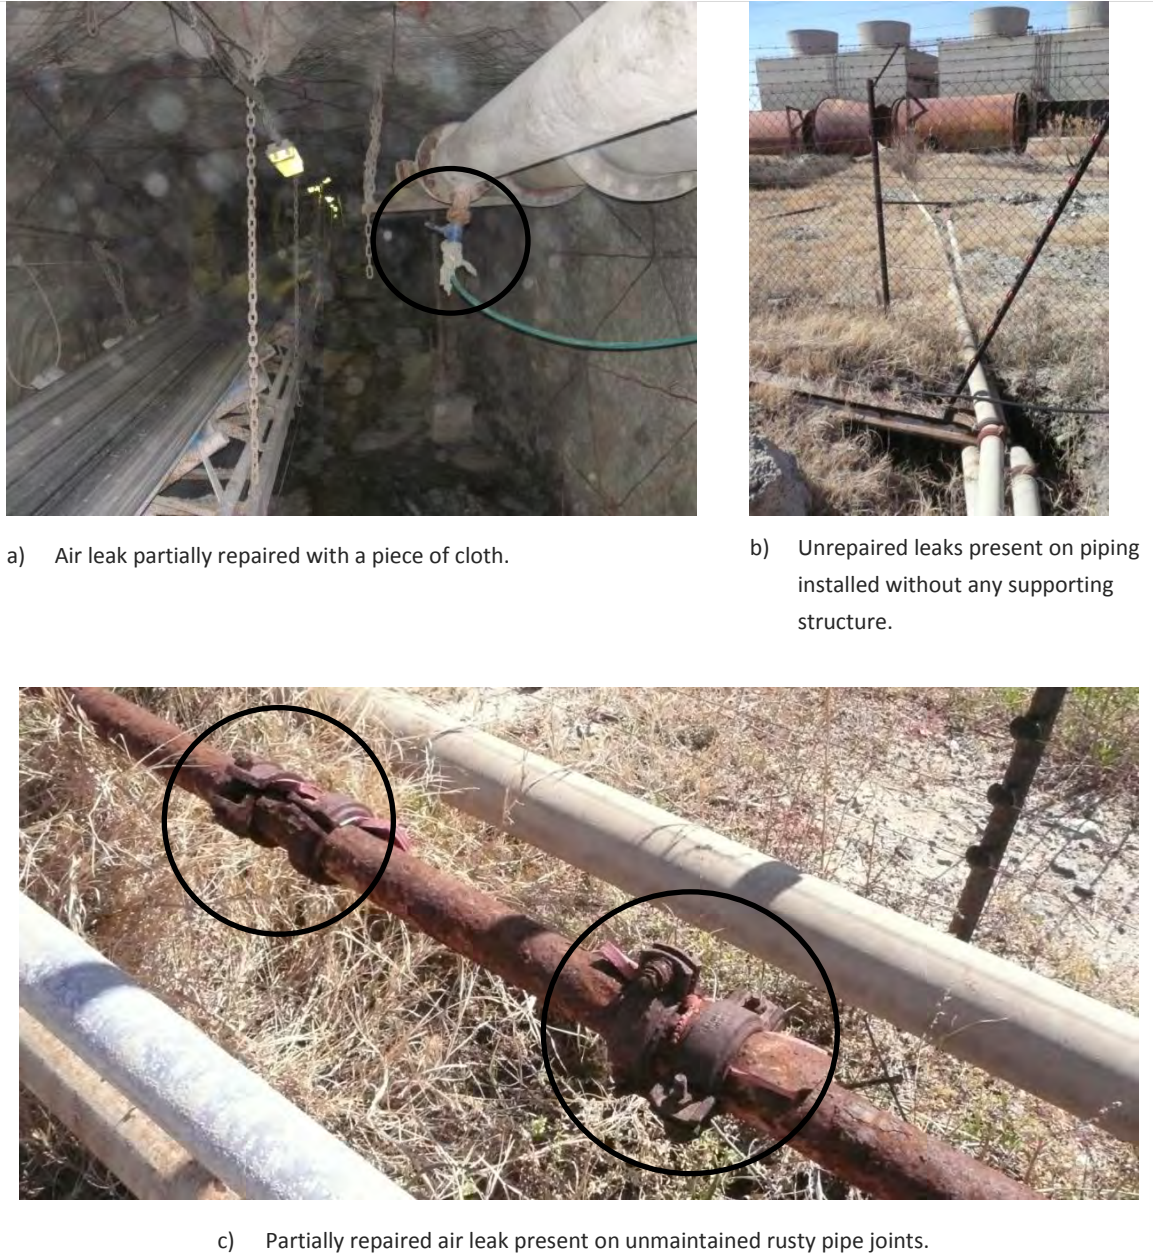 a) Air leak partially repaired with a piece of cloth.
b) Unrepaired leaks present on piping
installed without any supporting
structure.
c) Partially repaired air leak present on unmaintained rusty pipe joints.